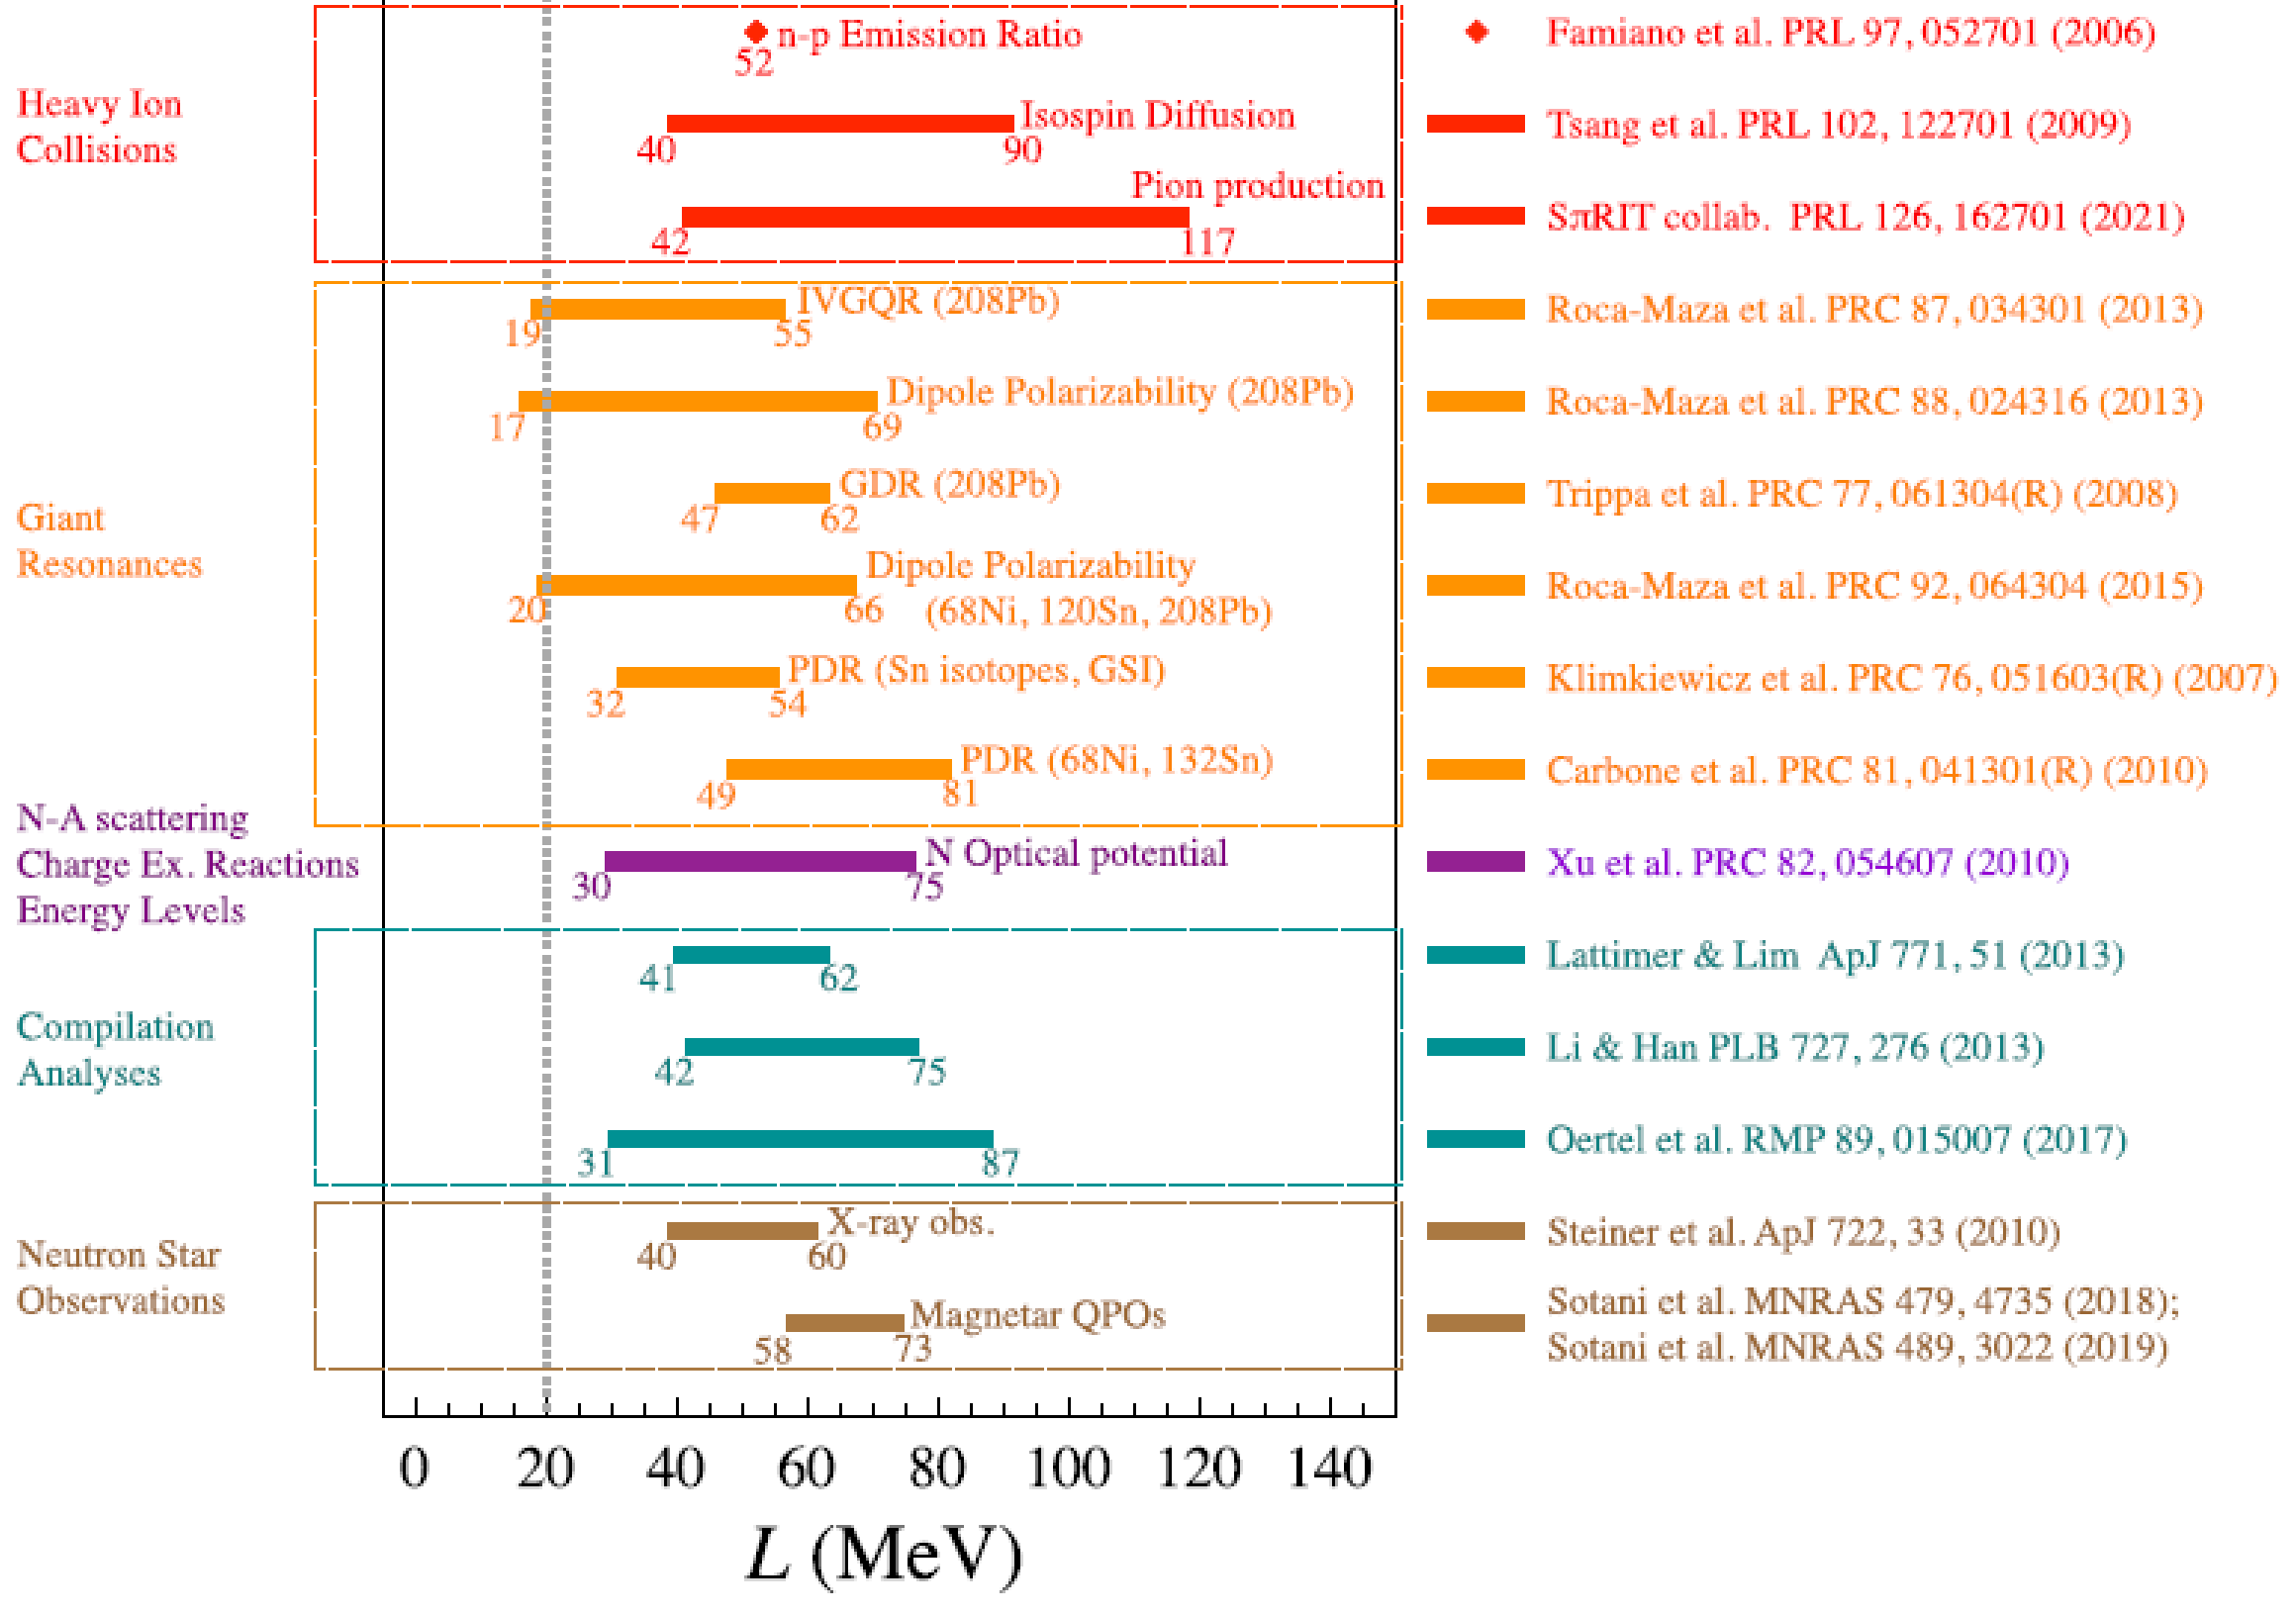 n-p Emission Ratio
52
Famiano et al. PRL 97, 052701 (2006)
Heavy Ion
Collisions
Isospin Diffusion
40
90
Tsang et al. PRL 102, 122701 (2009)
Pion production
42
117
SπRIT collab. PRL 126, 162701 (2021)
IVGQR (208Pb)
19
55
Roca-Maza et al. PRC 87, 034301 (2013)
Dipole Polarizability (208Pb)
17
69
Roca-Maza et al. PRC 88, 024316 (2013)
Giant
Resonances
GDR (208Pb)
47
62
Trippa et al. PRC 77, 061304(R) (2008)
Dipole Polarizability
(68Ni, 120Sn, 208Pb)
20
66
Roca-Maza et al. PRC 92, 064304 (2015)
PDR (Sn isotopes, GSI)
32
54
Klimkiewicz et al. PRC 76, 051603(R) (2007)
PDR (68Ni, 132Sn)
49
81
Carbone et al. PRC 81, 041301(R) (2010)
N-A scattering
Charge Ex. Reactions
Energy Levels
N Optical potential
30
75
Xu et al. PRC 82, 054607 (2010)
41
62
Lattimer & Lim ApJ 771, 51 (2013)
Compilation
Analyses
42
75
Li & Han PLB 727, 276 (2013)
31
87
Oertel et al. RMP 89, 015007 (2017)
Neutron Star
Observations
X-ray obs.
40
60
Steiner et al. ApJ 722, 33 (2010)
Magnetar QPOs
58
73
Sotani et al. MNRAS 479, 4735 (2018);
Sotani et al. MNRAS 489, 3022 (2019)
0 20 40 60 80 100 120 140
L (MeV)